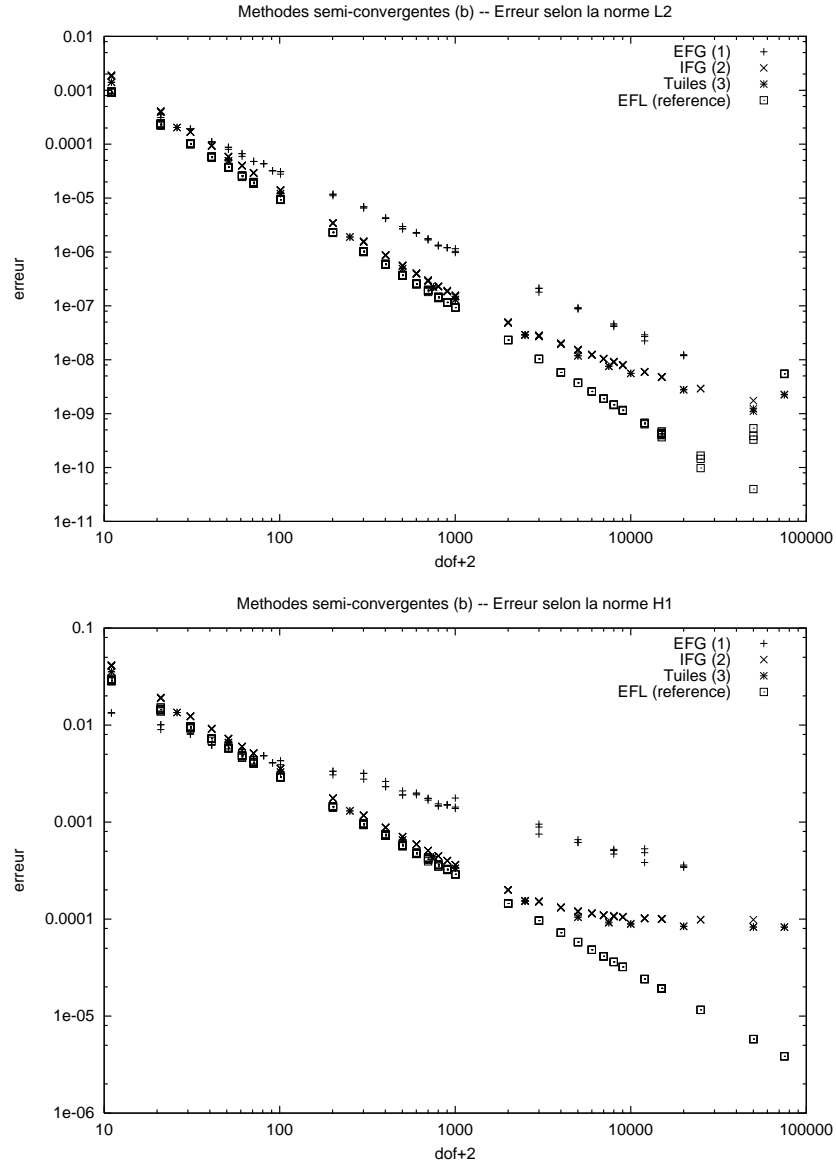 Methodes semi-convergentes (b) -- Erreur selon la norme L2
0.01
0.001
0.0001
1e-05
1e-06
1e-07
1e-08
1e-09
1e-10
1e-11
erreur
EFG (1)
IFG (2)
Tuiles (3)
EFL (reference)
10 100 1000 10000 100000
dof+2
Methodes semi-convergentes (b) -- Erreur selon la norme H1
0.1
0.01
0.001
0.0001
1e-05
1e-06
erreur
EFG (1)
IFG (2)
Tuiles (3)
EFL (reference)
10 100 1000 10000 100000
dof+2